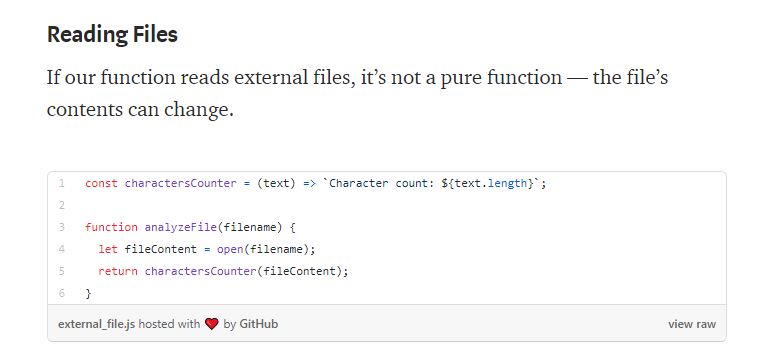 Reading Files
If our function reads external files, it’s not a pure function — the file’s
contents can change.
1 const charactersCounter = (text) => `Character count: ${text.length}`;
2
3 function analyzeFile(filename) {
4   let fileContent = open(filename);
5   return charactersCounter(fileContent);
6 }
external_file.js hosted with ❤ by GitHub view raw